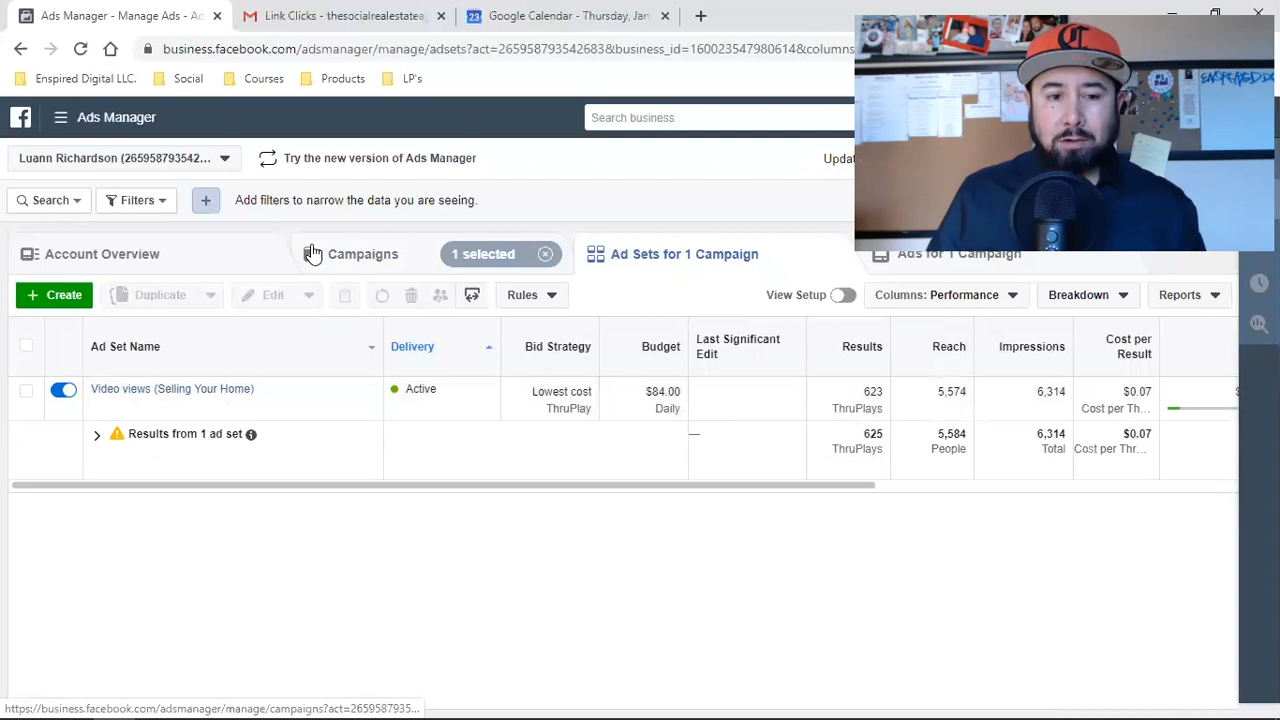 Ads Manager - Manage Ads - Ads
Link Clicks - thesocialrealestates
23 Google Calendar - Thursday, Jan
business.facebook.com
/manage/adsets?act=265958793542683&business_id=160023547980614&columns
Enspired Digital LLC. Social Courses Products LP's
Ads Manager
Search business
Luann Richardson (265958793542...
Try the new version of Ads Manager
Updat
Search Filters + Add filters to narrow the data you are seeing.
Account Overview Campaigns 1 selected Ad Sets for 1 Campaign Ads for 1 Campaign
+ Create Duplicate Edit Rules View Setup Columns: Performance Breakdown Reports
Ad Set Name Delivery Bid Strategy Budget Last Significant Edit Results Reach Impressions Cost per Result
Video views (Selling Your Home) Active Lowest cost $84.00 623 5,574 6,314 $0.07
ThruPlay Daily ThruPlays Cost per Th...
Results from 1 ad set — 625 5,584 6,314 $0.07
ThruPlays People Total Cost per Thr...
https://business.facebook.com/adsmanager/manage/campaigns?act=2659587935...